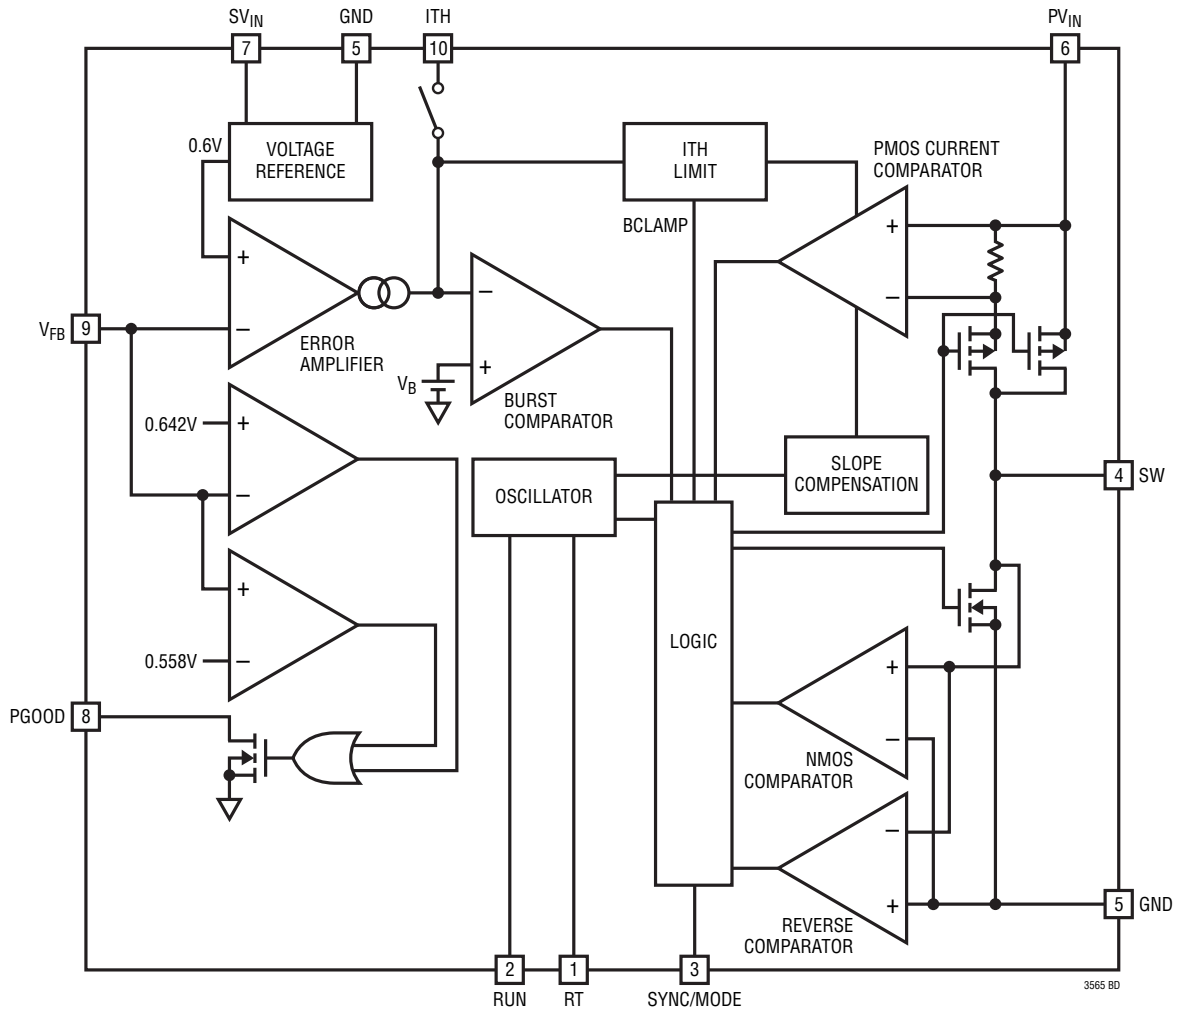 SVIN
GND
ITH
PVIN
7
5
10
6
0.6V
VOLTAGE
REFERENCE
ITH
LIMIT
PMOS CURRENT
COMPARATOR
BCLAMP
+
+
–
–
VFB
9
–
ERROR
AMPLIFIER
VB
+
BURST
COMPARATOR
0.642V
+
–
OSCILLATOR
SLOPE
COMPENSATION
4
SW
+
0.558V
–
LOGIC
+
–
NMOS
COMPARATOR
PGOOD
8
–
+
REVERSE
COMPARATOR
5
GND
2
1
3
RUN
RT
SYNC/MODE
3565 BD